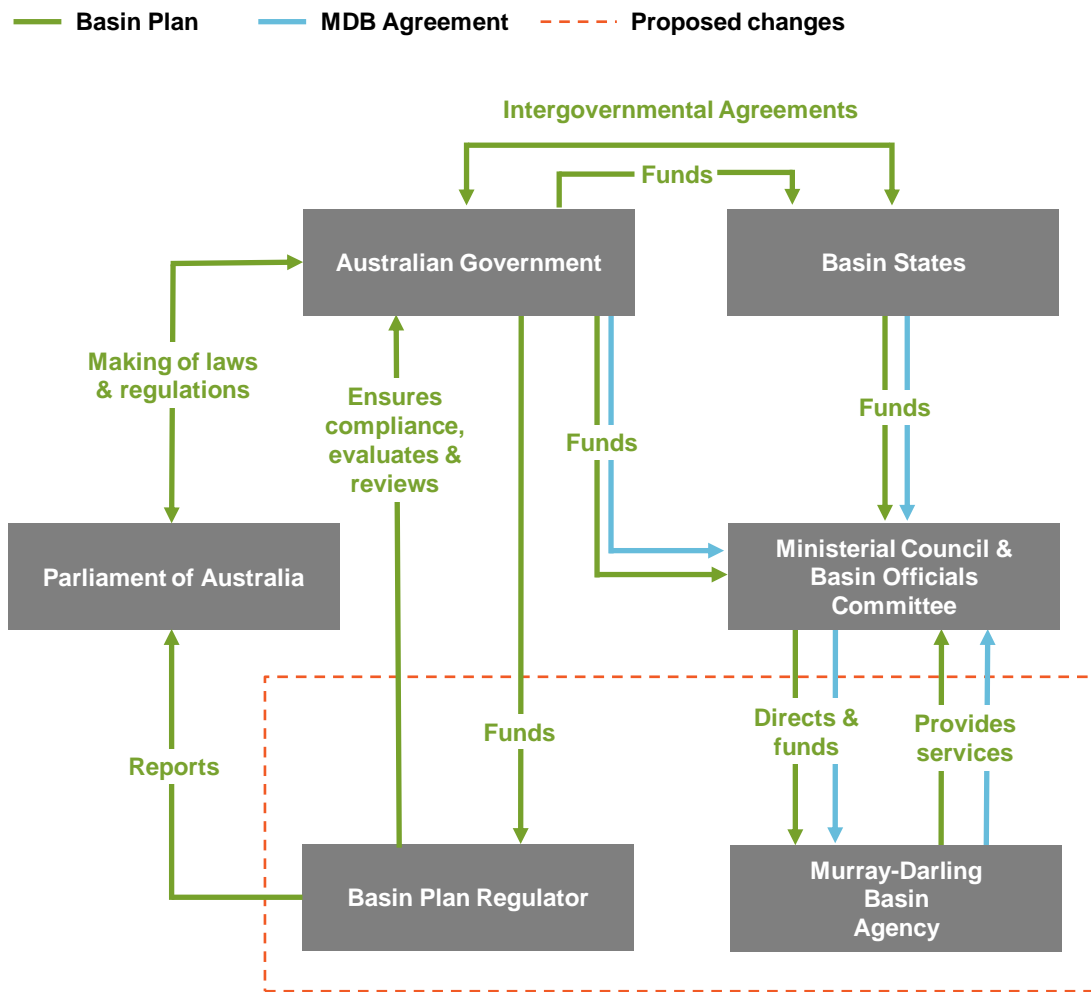 Basin Plan
MDB Agreement
Proposed changes
Intergovernmental Agreements
Funds
Australian Government
Basin States
Making of laws
& regulations
Ensures
compliance,
evaluates &
reviews
Funds
Funds
Parliament of Australia
Ministerial Council &
Basin Officials
Committee
Reports
Funds
Directs &
funds
Provides
services
Basin Plan Regulator
Murray-Darling
Basin
Agency